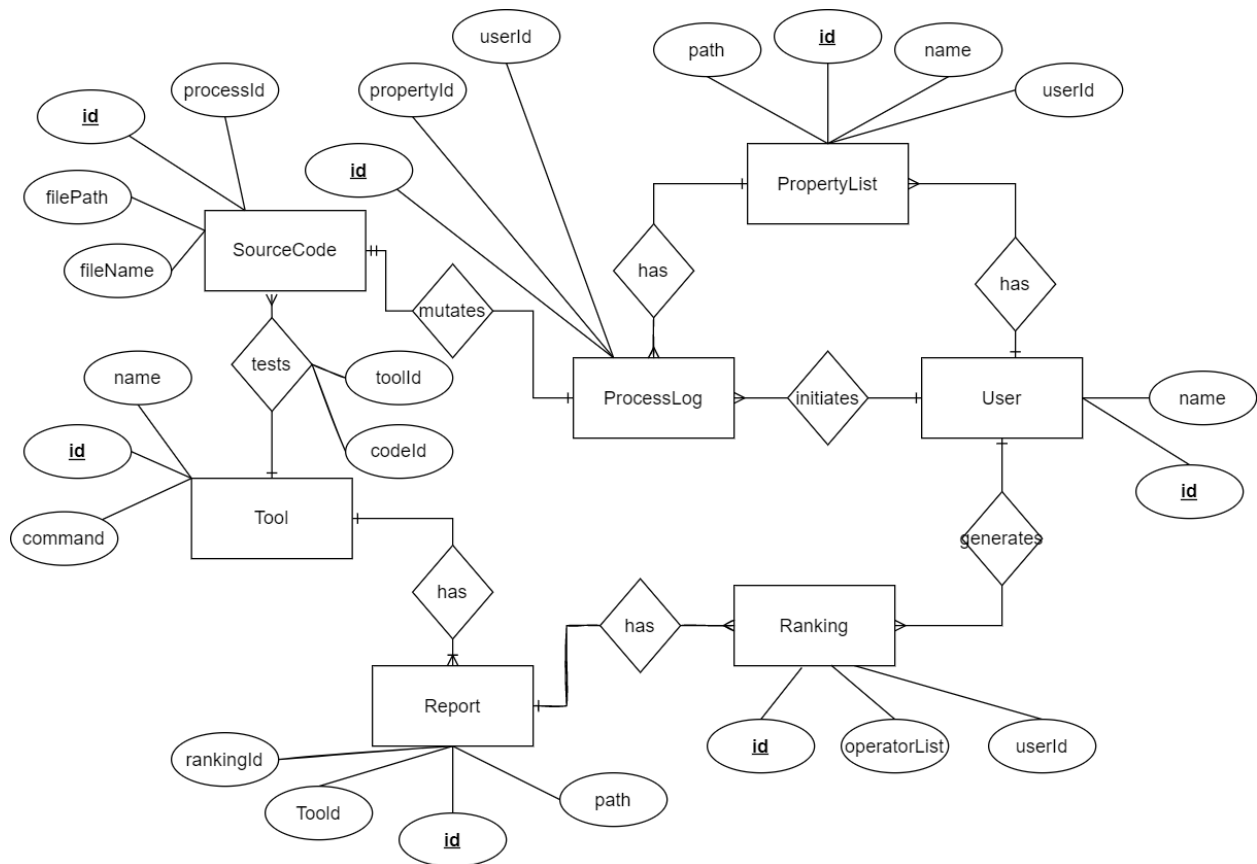 userId
path
id
name
processId
propertyId
userId
id
id
filePath
PropertyList
SourceCode
fileName
has
has
mutates
tests
name
toolId
ProcessLog
initiates
User
name
id
codeId
id
Tool
command
generates
has
has
Ranking
Report
rankingId
id
operatorList
userId
path
Toold
id